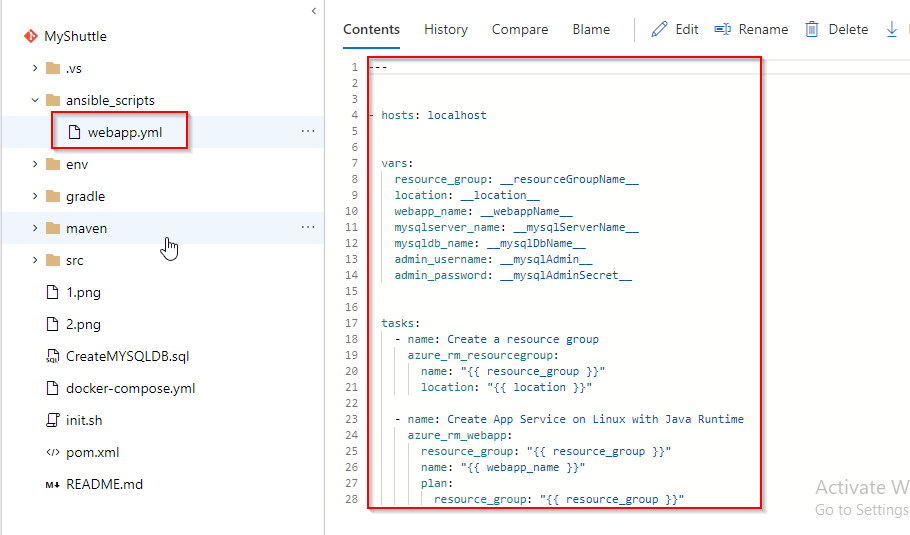 MyShuttle
.vs
ansible_scripts
webapp.yml
env
gradle
maven
src
1.png
2.png
CreateMYSQLDB.sql
docker-compose.yml
init.sh
pom.xml
README.md
Contents History Compare Blame Edit Rename Delete
1 ---
2
3
4 - hosts: localhost
5
6
7 vars:
8 resource_group: __resourceGroupName__
9 location: __location__
10 webapp_name: __webappName__
11 mysqlserver_name: __mysqlServerName__
12 mysqldb_name: __mysqlDbName__
13 admin_username: __mysqlAdmin__
14 admin_password: __mysqlAdminSecret__
15
16
17 tasks:
18 - name: Create a resource group
19 azure_rm_resourcegroup:
20 name: "{{ resource_group }}"
21 location: "{{ location }}"
22
23 - name: Create App Service on Linux with Java Runtime
24 azure_rm_webapp:
25 resource_group: "{{ resource_group }}"
26 name: "{{ webapp_name }}"
27 plan:
28 resource_group: "{{ resource_group }}"
Activate W
Go to Settings